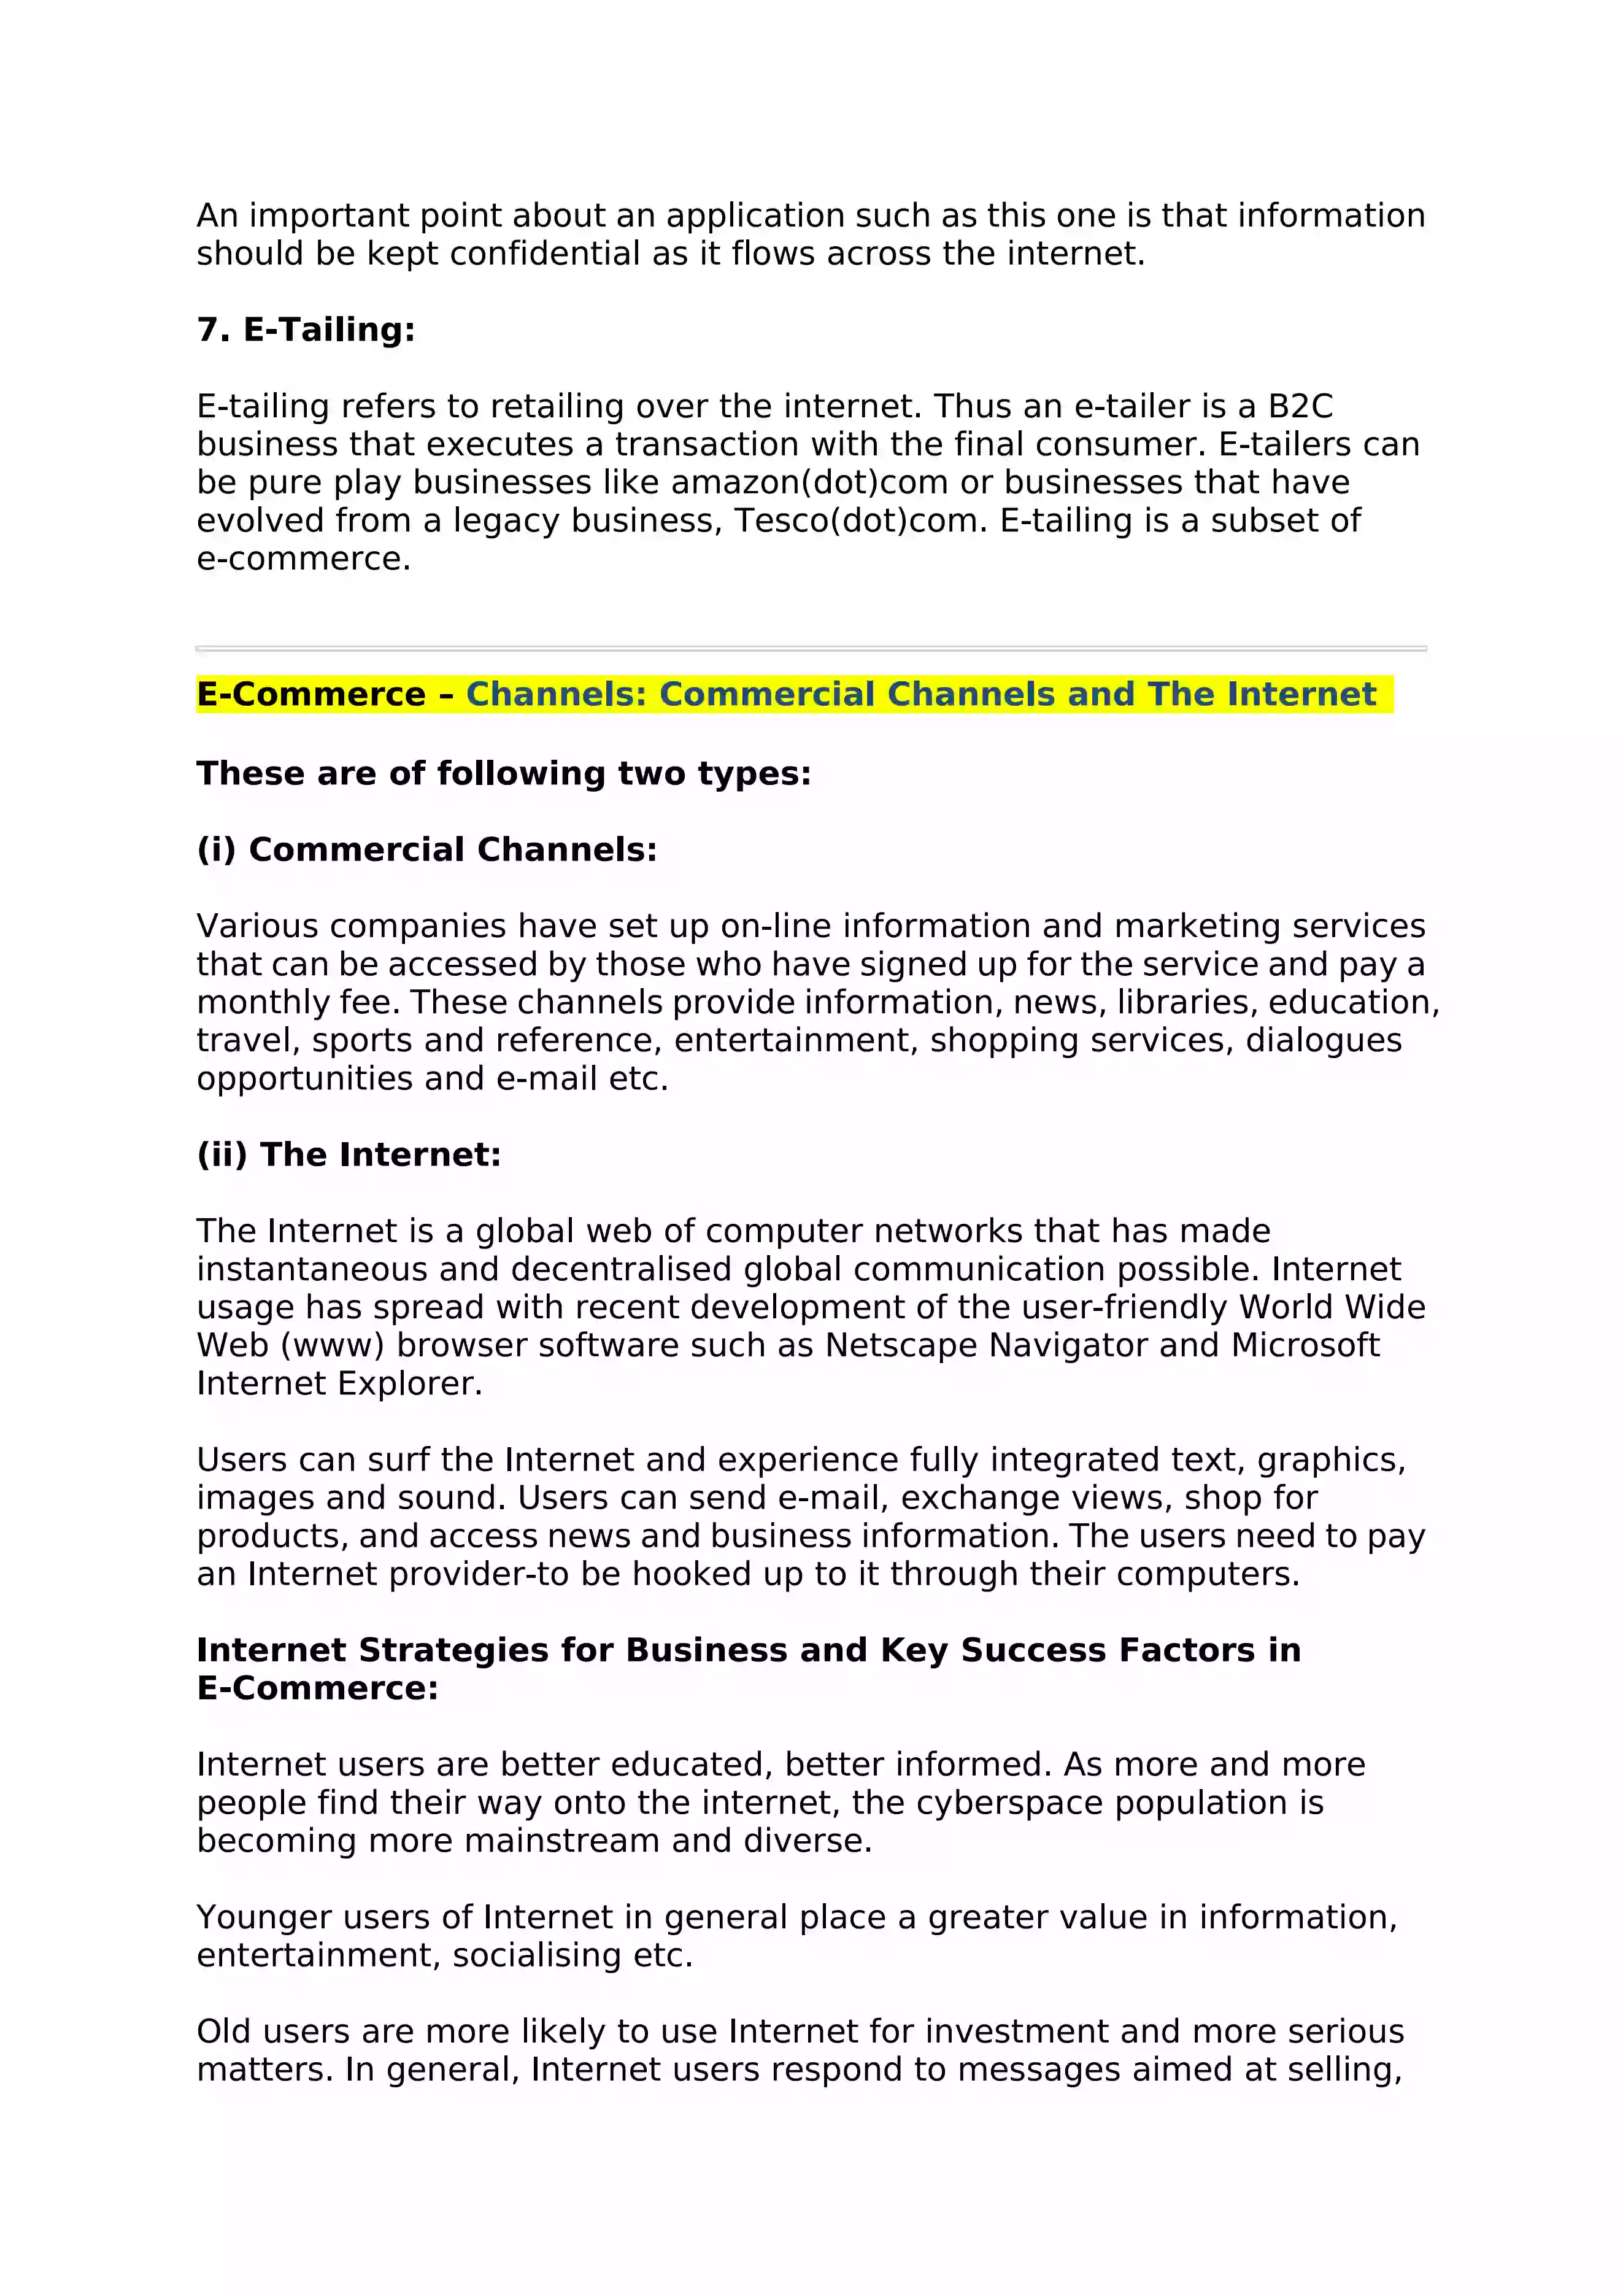 An important point about an application such as this one is that information
should be kept confidential as it flows across the internet.
7. E-Tailing:
E-tailing refers to retailing over the internet. Thus an e-tailer is a B2C
business that executes a transaction with the final consumer. E-tailers can
be pure play businesses like amazon(dot)com or businesses that have
evolved from a legacy business, Tesco(dot)com. E-tailing is a subset of
e-commerce.
E-Commerce – Channels: Commercial Channels and The Internet
These are of following two types:
(i) Commercial Channels:
Various companies have set up on-line information and marketing services
that can be accessed by those who have signed up for the service and pay a
monthly fee. These channels provide information, news, libraries, education,
travel, sports and reference, entertainment, shopping services, dialogues
opportunities and e-mail etc.
(ii) The Internet:
The Internet is a global web of computer networks that has made
instantaneous and decentralised global communication possible. Internet
usage has spread with recent development of the user-friendly World Wide
Web (www) browser software such as Netscape Navigator and Microsoft
Internet Explorer.
Users can surf the Internet and experience fully integrated text, graphics,
images and sound. Users can send e-mail, exchange views, shop for
products, and access news and business information. The users need to pay
an Internet provider-to be hooked up to it through their computers.
Internet Strategies for Business and Key Success Factors in
E-Commerce:
Internet users are better educated, better informed. As more and more
people find their way onto the internet, the cyberspace population is
becoming more mainstream and diverse.
Younger users of Internet in general place a greater value in information,
entertainment, socialising etc.
Old users are more likely to use Internet for investment and more serious
matters. In general, Internet users respond to messages aimed at selling,